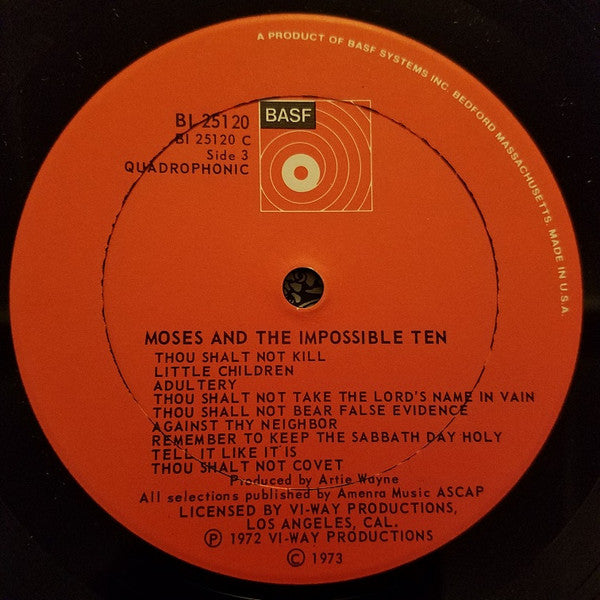 A PRODUCT OF BASF SYSTEMS INC. BEDFORD MASSACHUSETTS. MADE IN U.S.A.
BI 25120
BI 25120 C
Side 3
QUADROPHONIC
BASF
MOSES AND THE IMPOSSIBLE TEN
THOU SHALT NOT KILL
LITTLE CHILDREN
ADULTERY
THOU SHALT NOT TAKE THE LORD'S NAME IN VAIN
THOU SHALL NOT BEAR FALSE EVIDENCE
AGAINST THY NEIGHBOR
REMEMBER TO KEEP THE SABBATH DAY HOLY
TELL IT LIKE IT IS
THOU SHALT NOT COVET
Produced by Artie Wayne
All selections published by Amenra Music ASCAP
LICENSED BY VI-WAY PRODUCTIONS,
LOS ANGELES, CAL.
Ⓟ 1972 VI-WAY PRODUCTIONS
© 1973